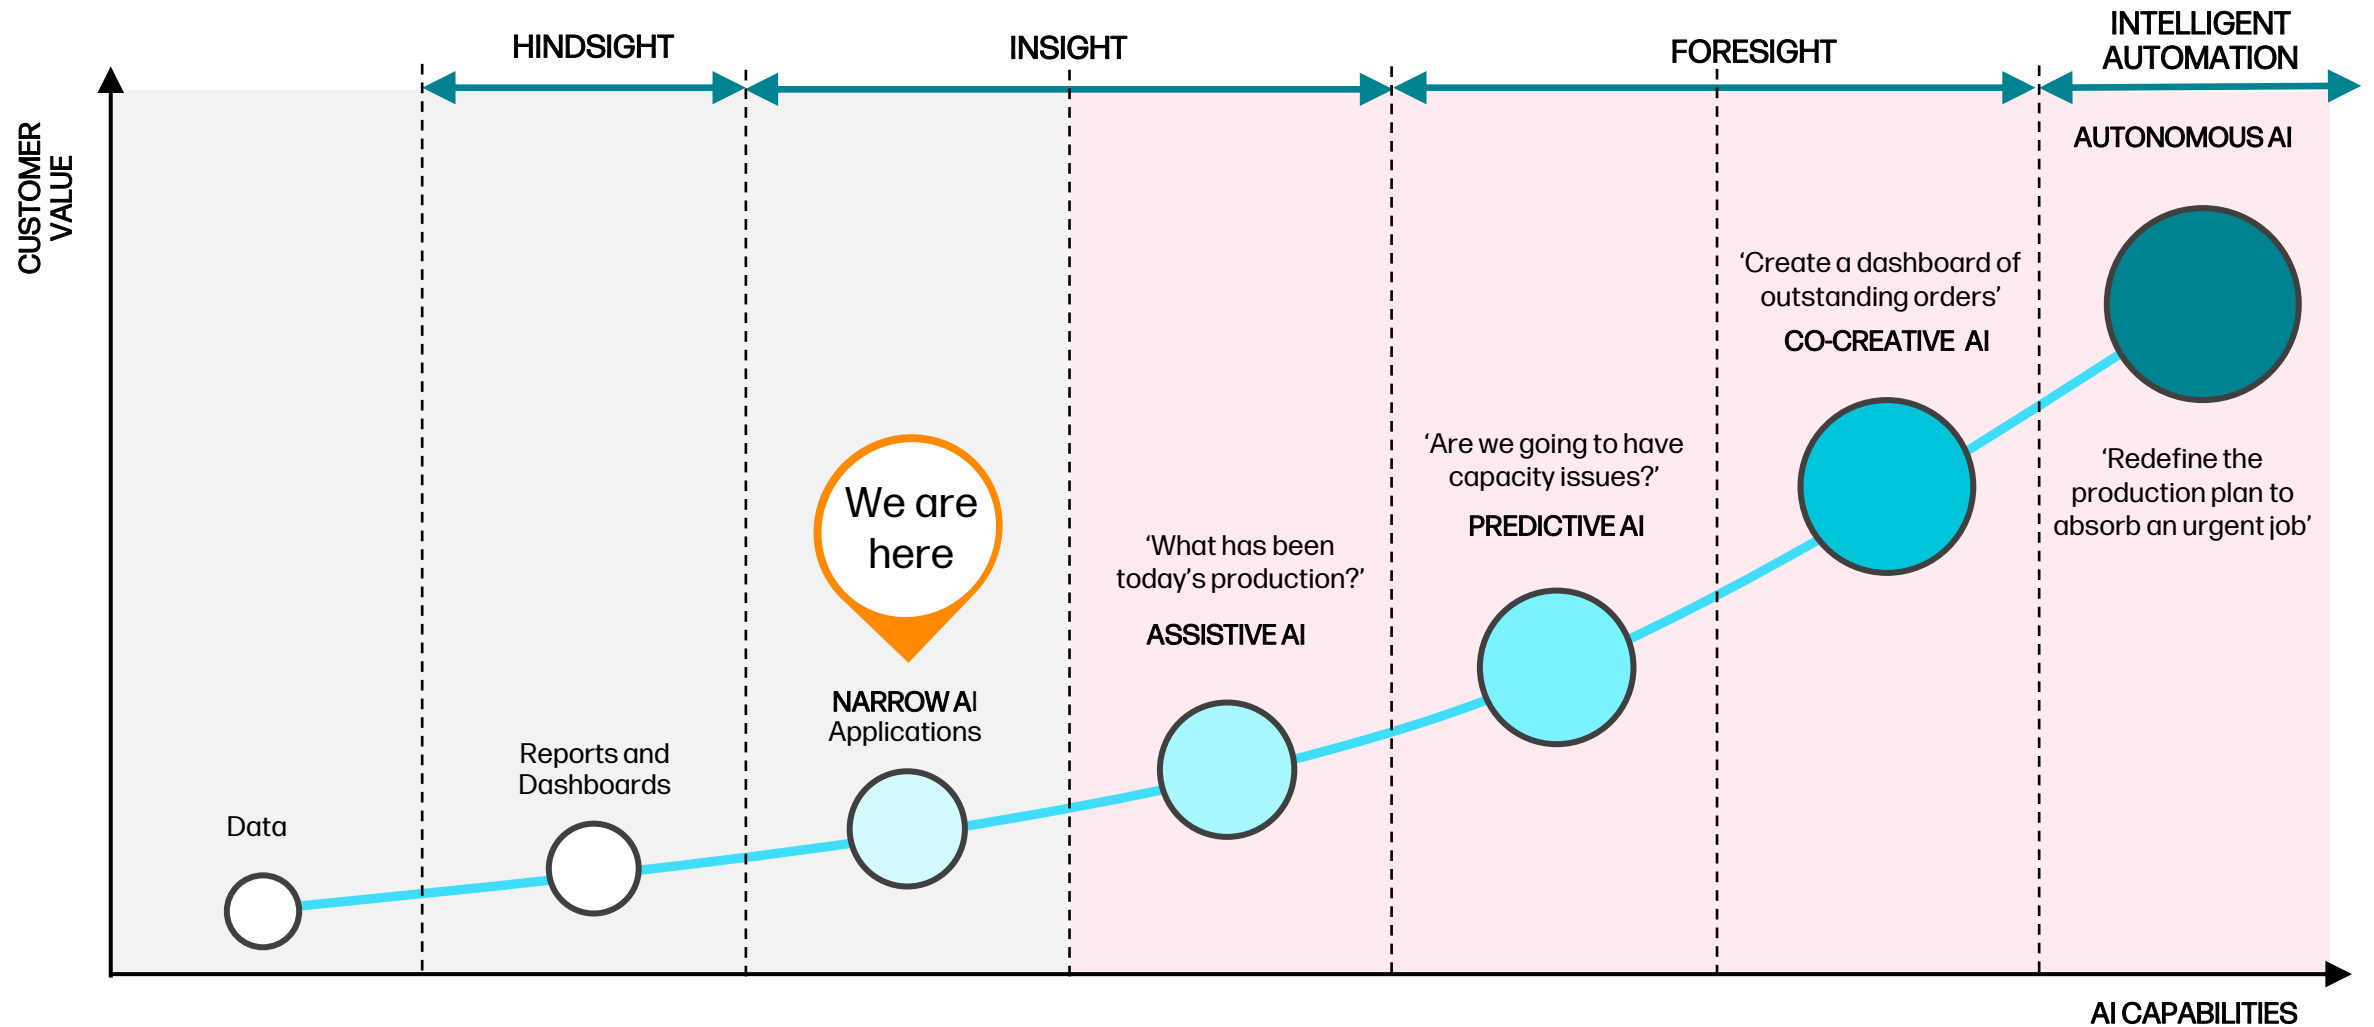 HINDSIGHT
INSIGHT
FORESIGHT
INTELLIGENT
AUTOMATION
CUSTOMER
VALUE
Data
Reports and
Dashboards
We are
here
NARROW AI
Applications
‘What has been
today’s production?’
ASSISTIVE AI
‘Are we going to have
capacity issues?’
PREDICTIVE AI
‘Create a dashboard of
outstanding orders’
CO-CREATIVE AI
AUTONOMOUS AI
‘Redefine the
production plan to
absorb an urgent job’
AI CAPABILITIES